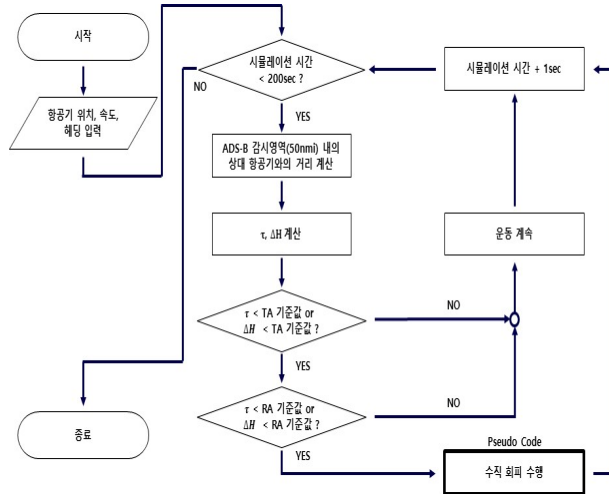 시작
항공기 위치, 속도,
헤딩 입력
시뮬레이션 시간
< 200sec ?
NO
YES
시뮬레이션 시간 + 1sec
ADS-B 감시영역(50nmi) 내의
상대 항공기와의 거리 계산
τ, ΔH 계산
운동 계속
τ < TA 기준값 or
ΔH < TA 기준값 ?
NO
YES
τ < RA 기준값 or
ΔH < RA 기준값 ?
NO
YES
종료
Pseudo Code
수직 회피 수행